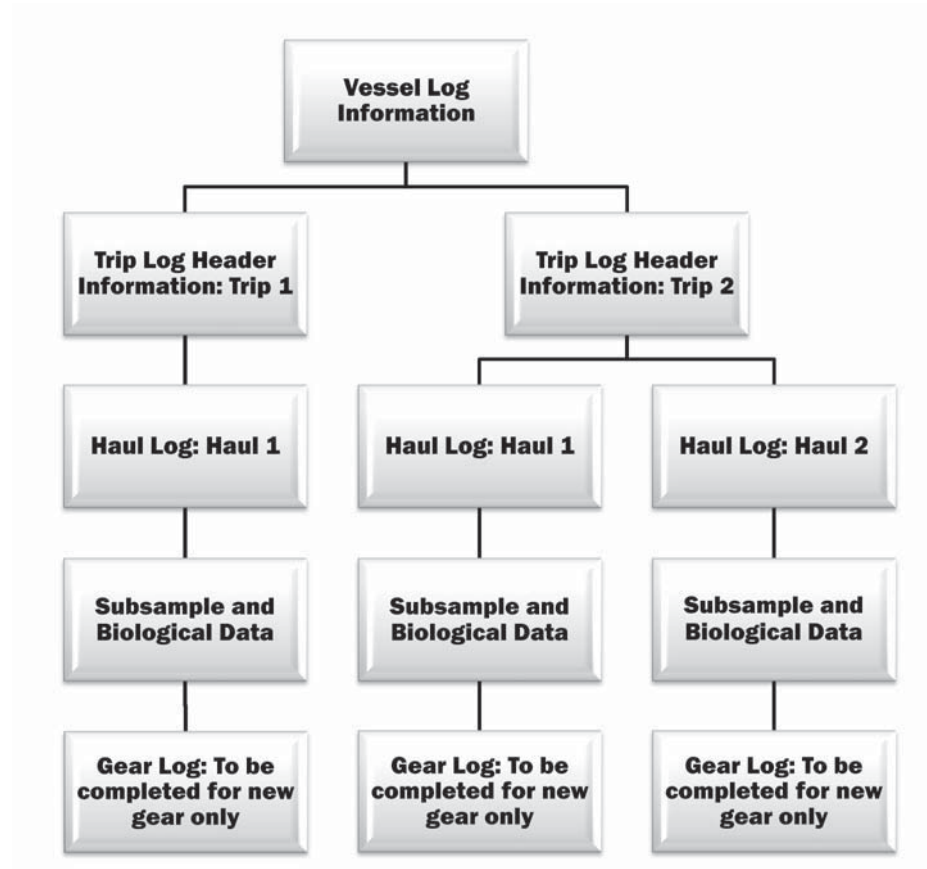 Vessel Log
Information
Trip Log Header
Information: Trip 1
Trip Log Header
Information: Trip 2
Haul Log: Haul 1
Haul Log: Haul 1
Haul Log: Haul 2
Subsample and
Biological Data
Subsample and
Biological Data
Subsample and
Biological Data
Gear Log: To be
completed for new
gear only
Gear Log: To be
completed for new
gear only
Gear Log: To be
completed for new
gear only